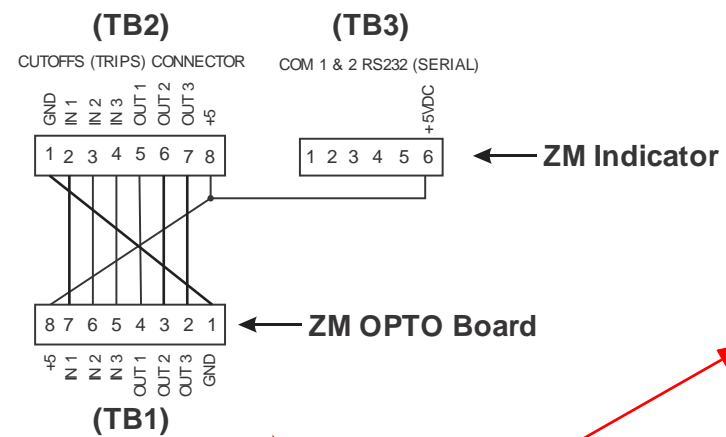 (TB2) (TB3)
CUTOFFS (TRIPS) CONNECTOR COM 1 & 2 RS232 (SERIAL)
GND IN 1 IN 2 IN 3 OUT 1 OUT 2 OUT 3 +5 +5VDC
1 2 3 4 5 6 7 8 1 2 3 4 5 6 ZM Indicator
8 7 6 5 4 3 2 1 ZM OPTO Board
+5 IN 1 IN 2 IN 3 OUT 1 OUT 2 OUT 3 GND
(TB1)